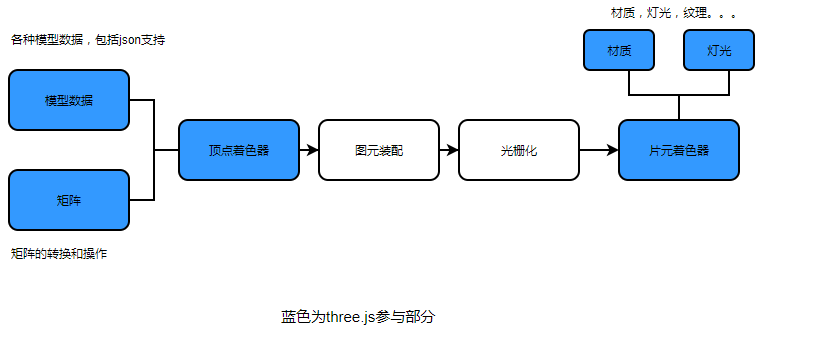 材质，灯光，纹理。。。
各种模型数据，包括json支持
材质
灯光
模型数据
顶点着色器
图元装配
光栅化
片元着色器
矩阵
矩阵的转换和操作
蓝色为three.js参与部分